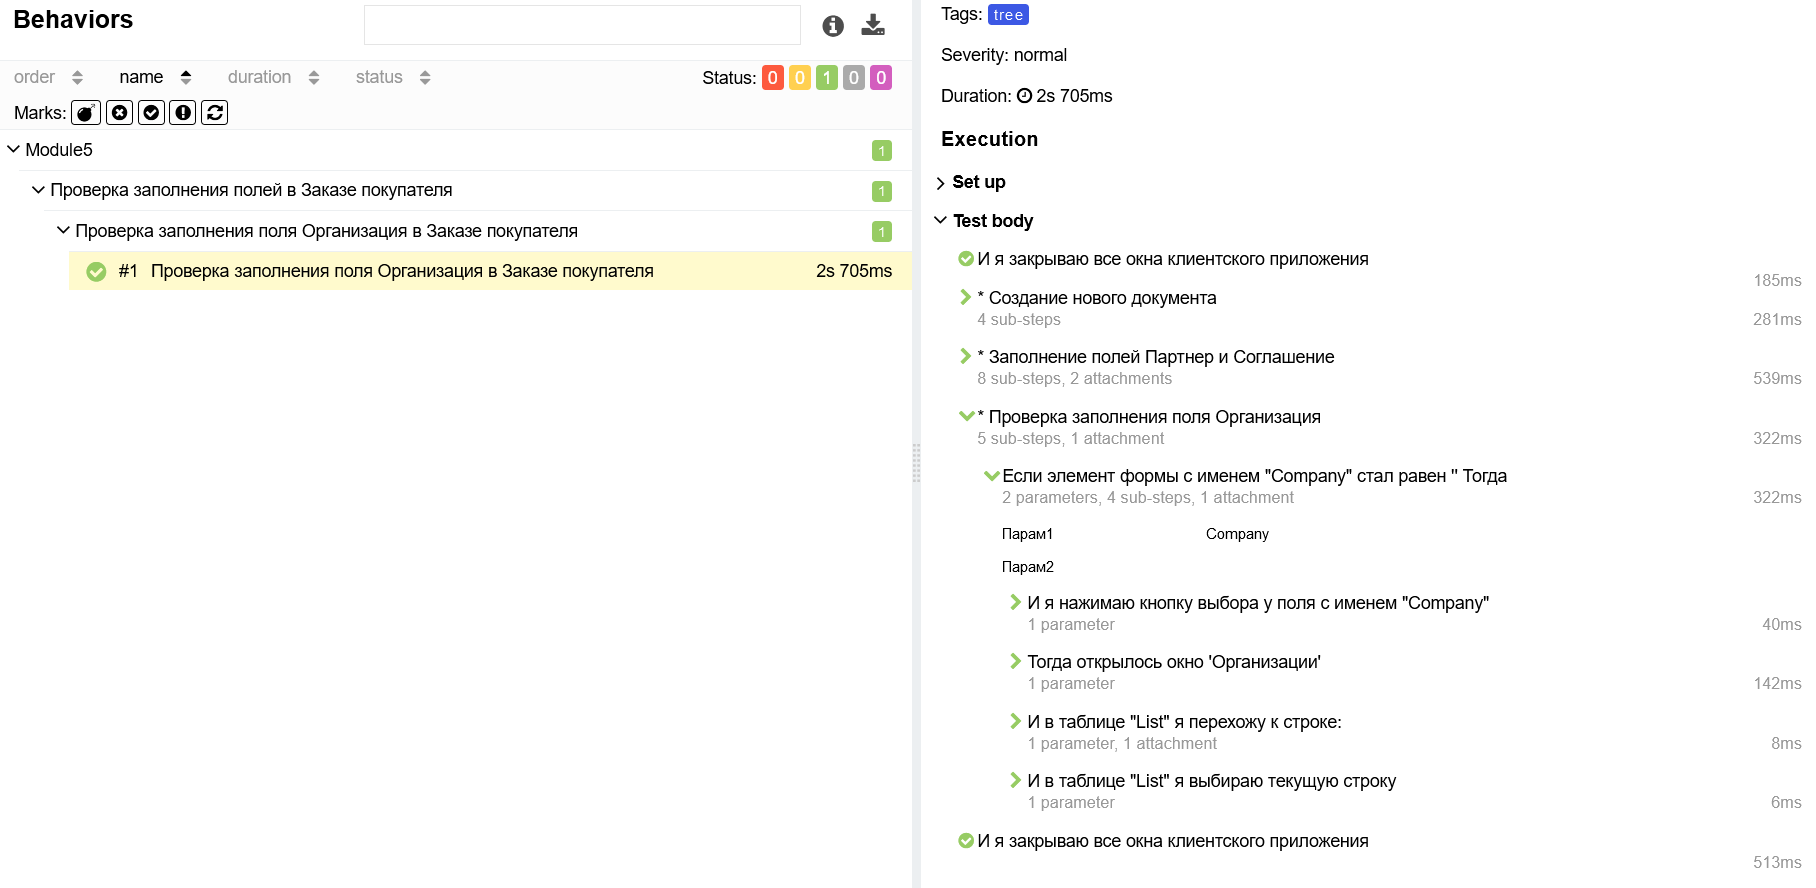 Behaviors
order name duration status Status: 0 0 1 0 0
Marks:
Module5 1
Проверка заполнения полей в Заказе покупателя 1
Проверка заполнения поля Организация в Заказе покупателя 1
#1 Проверка заполнения поля Организация в Заказе покупателя 2s 705ms
Tags: tree
Severity: normal
Duration: 2s 705ms
Execution
Set up
Test body
И я закрываю все окна клиентского приложения
185ms
* Создание нового документа
4 sub-steps 281ms
* Заполнение полей Партнер и Соглашение
8 sub-steps, 2 attachments 539ms
* Проверка заполнения поля Организация
5 sub-steps, 1 attachment 322ms
Если элемент формы с именем "Company" стал равен '' Тогда
2 parameters, 4 sub-steps, 1 attachment 322ms
Парам1 Company
Парам2
И я нажимаю кнопку выбора у поля с именем "Company"
1 parameter 40ms
Тогда открылось окно 'Организации'
1 parameter 142ms
И в таблице "List" я перехожу к строке:
1 parameter, 1 attachment 8ms
И в таблице "List" я выбираю текущую строку
1 parameter 6ms
И я закрываю все окна клиентского приложения
513ms